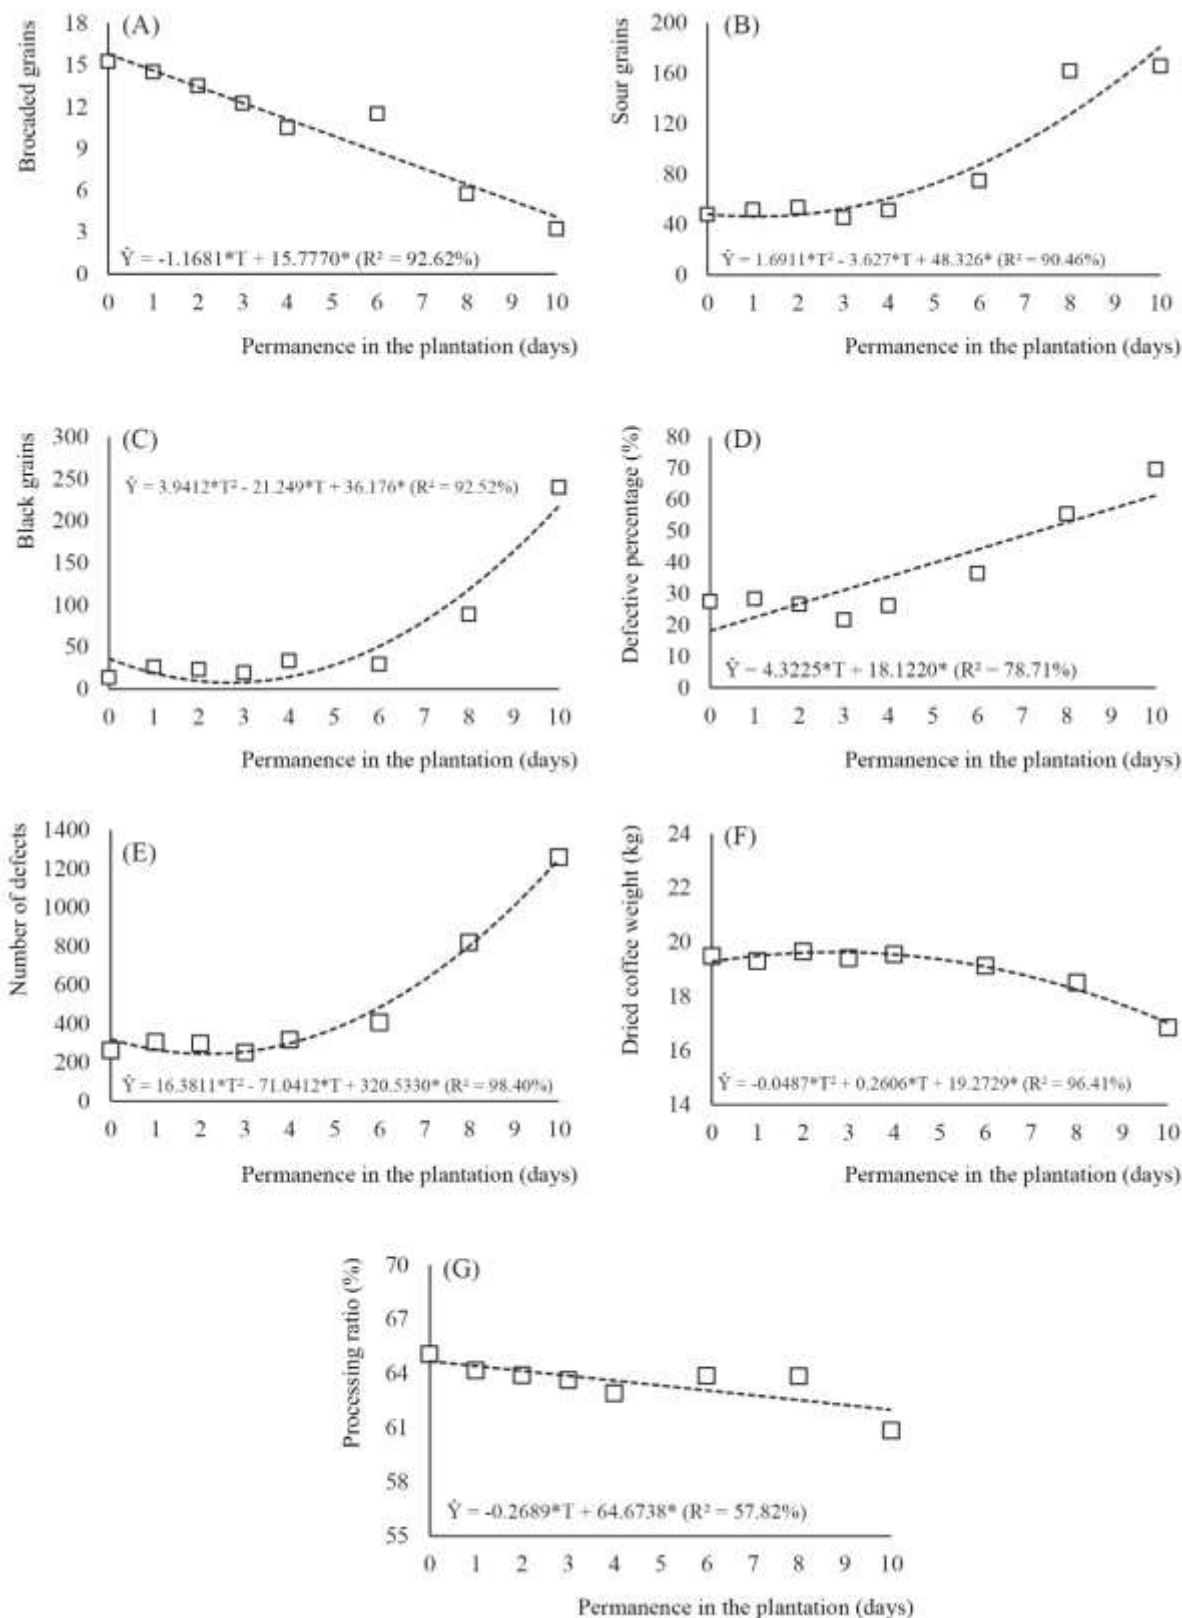 (A)
Brocaded grains
18
15
12
9
6
3
0
Ŷ = -1.1681*T + 15.7770* (R² = 92.62%)
0 1 2 3 4 5 6 7 8 9 10
Permanence in the plantation (days)
(B)
Sour grains
200
160
120
80
40
0
Ŷ = 1.6911*T² - 3.627*T + 48.326* (R² = 90.46%)
0 1 2 3 4 5 6 7 8 9 10
Permanence in the plantation (days)
(C)
Black grains
300
250
200
150
100
50
0
Ŷ = 3.9412*T² - 21.249*T + 36.176* (R² = 92.52%)
0 1 2 3 4 5 6 7 8 9 10
Permanence in the plantation (days)
(D)
Defective percentage (%)
80
70
60
50
40
30
20
10
0
Ŷ = 4.3225*T + 18.1220* (R² = 78.71%)
0 1 2 3 4 5 6 7 8 9 10
Permanence in the plantation (days)
(E)
Number of defects
1400
1200
1000
800
600
400
200
0
Ŷ = 16.3811*T² - 71.0412*T + 320.5330* (R² = 98.40%)
0 1 2 3 4 5 6 7 8 9 10
Permanence in the plantation (days)
(F)
Dried coffee weight (kg)
24
22
20
18
16
14
Ŷ = -0.0487*T² + 0.2606*T + 19.2729* (R² = 96.41%)
0 1 2 3 4 5 6 7 8 9 10
Permanence in the plantation (days)
(G)
Processing ratio (%)
70
67
64
61
58
55
Ŷ = -0.2689*T + 64.6738* (R² = 57.82%)
0 1 2 3 4 5 6 7 8 9 10
Permanence in the plantation (days)